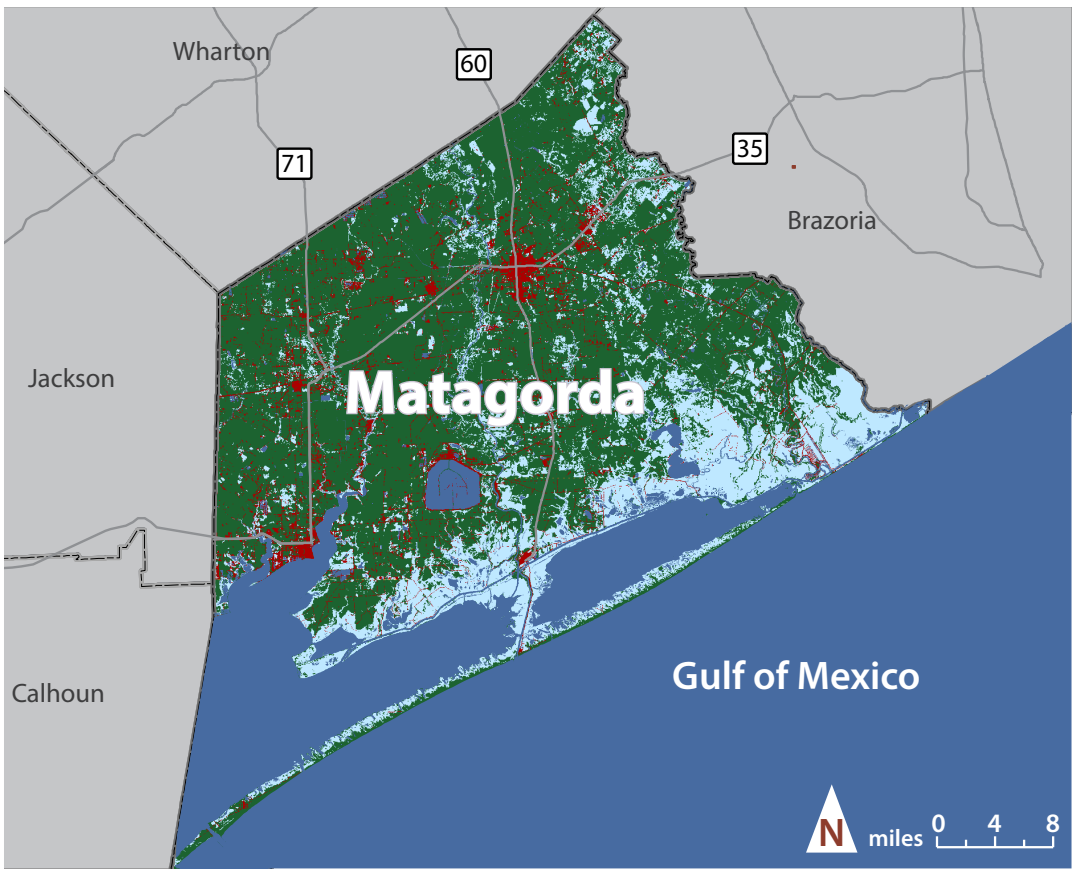 Wharton
60
71
35
Brazoria
Jackson
Matagorda
Gulf of Mexico
Calhoun
N
miles 0 4 8